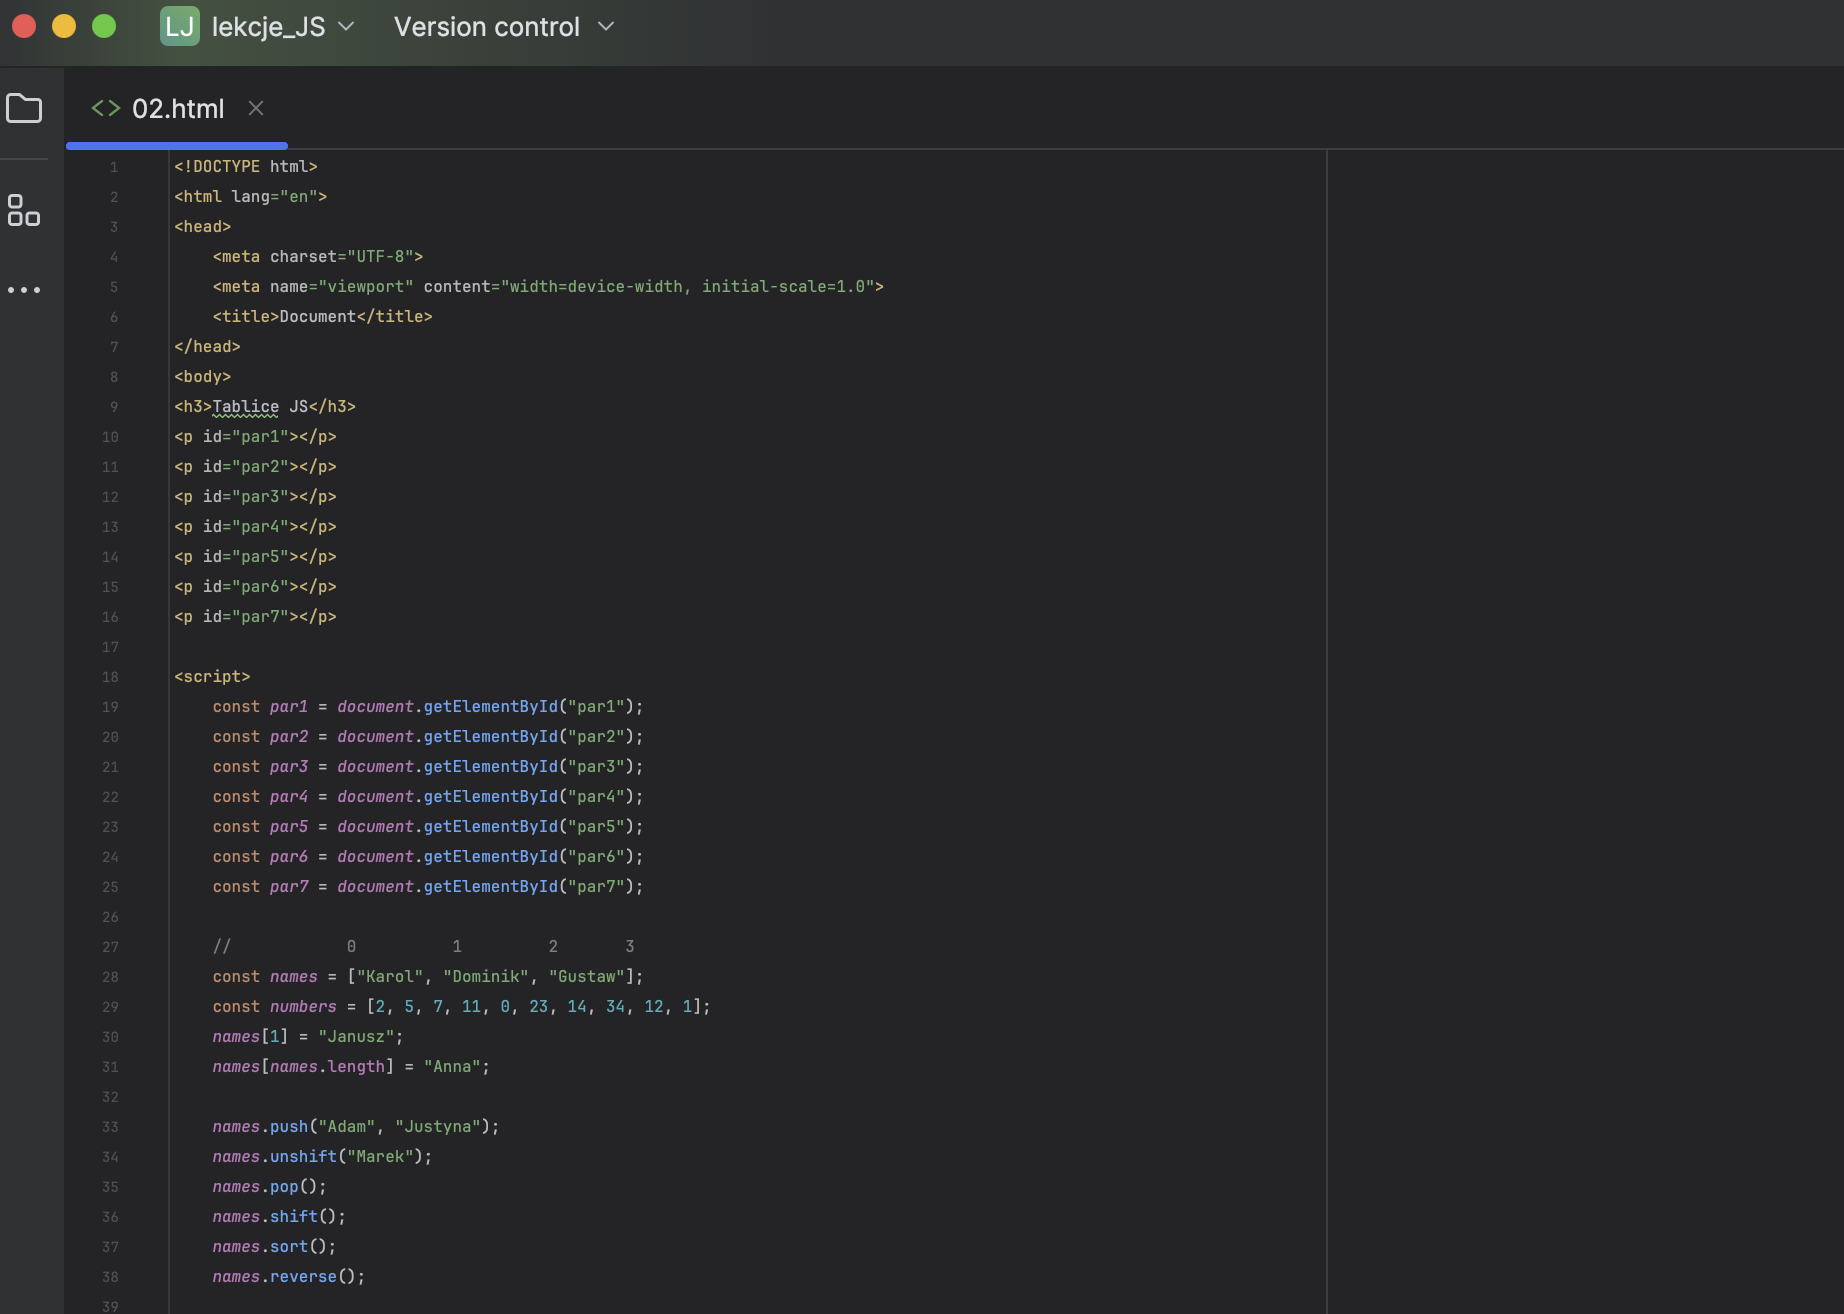 LJ lekcje_JS Version control
<> 02.html
1 <!DOCTYPE html>
2 <html lang="en">
3 <head>
4     <meta charset="UTF-8">
5     <meta name="viewport" content="width=device-width, initial-scale=1.0">
6     <title>Document</title>
7 </head>
8 <body>
9 <h3>Tablice JS</h3>
10 <p id="par1"></p>
11 <p id="par2"></p>
12 <p id="par3"></p>
13 <p id="par4"></p>
14 <p id="par5"></p>
15 <p id="par6"></p>
16 <p id="par7"></p>
17
18 <script>
19     const par1 = document.getElementById("par1");
20     const par2 = document.getElementById("par2");
21     const par3 = document.getElementById("par3");
22     const par4 = document.getElementById("par4");
23     const par5 = document.getElementById("par5");
24     const par6 = document.getElementById("par6");
25     const par7 = document.getElementById("par7");
26
27     //            0          1         2       3
28     const names = ["Karol", "Dominik", "Gustaw"];
29     const numbers = [2, 5, 7, 11, 0, 23, 14, 34, 12, 1];
30     names[1] = "Janusz";
31     names[names.length] = "Anna";
32
33     names.push("Adam", "Justyna");
34     names.unshift("Marek");
35     names.pop();
36     names.shift();
37     names.sort();
38     names.reverse();
39